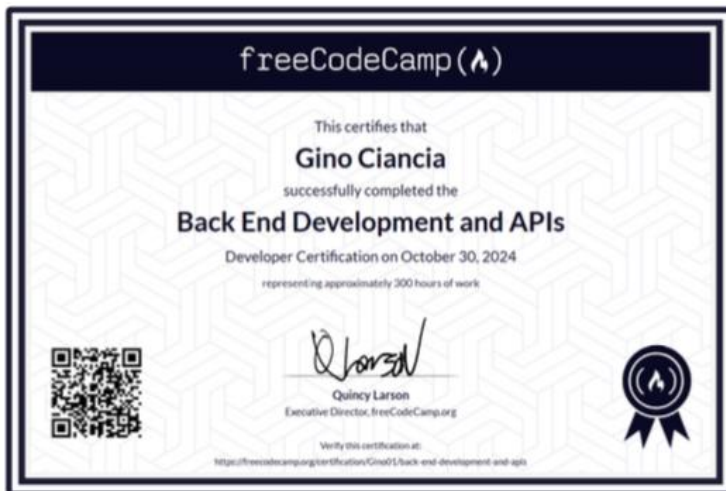 freeCodeCamp(🔥)
This certifies that
Gino Ciancia
successfully completed the
Back End Development and APIs
Developer Certification on October 30, 2024
representing approximately 300 hours of work
QLarson
Quincy Larson
Executive Director, freeCodeCamp.org
Verify this certification at:
https://freecodecamp.org/certification/Gino01/back-end-development-and-apis